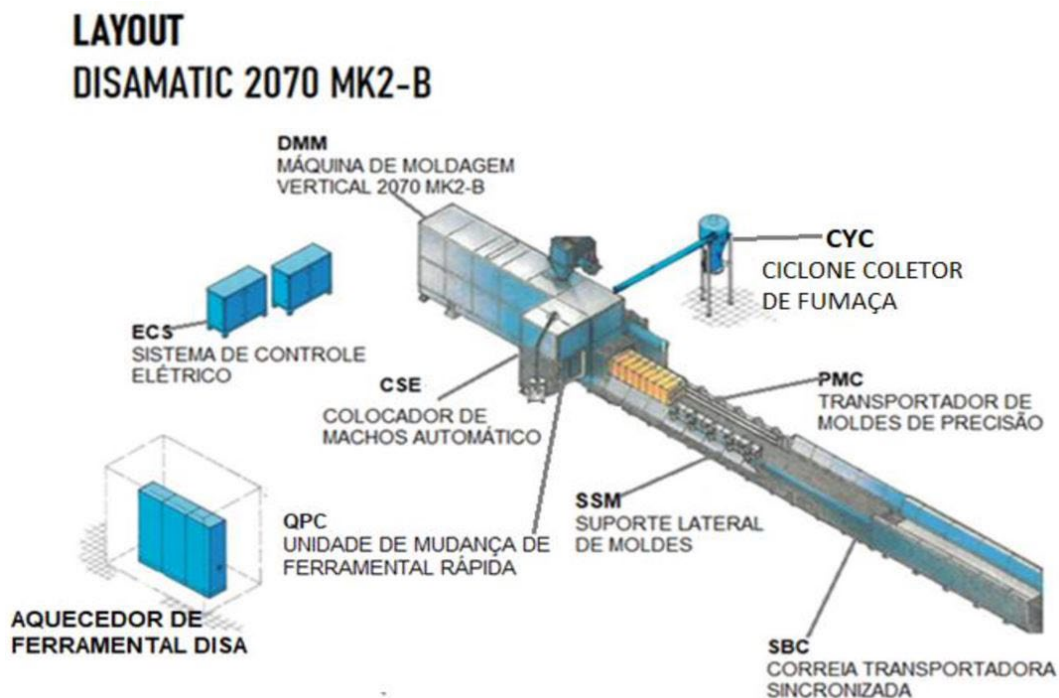 LAYOUT
DISAMATIC 2070 MK2-B
DMM
MÁQUINA DE MOLDAGEM
VERTICAL 2070 MK2-B
CYC
CICLONE COLETOR
DE FUMAÇA
ECS
SISTEMA DE CONTROLE
ELÉTRICO
CSE
COLOCADOR DE
MACHOS AUTOMÁTICO
PMC
TRANSPORTADOR DE
MOLDES DE PRECISÃO
QPC
UNIDADE DE MUDANÇA DE
FERRAMENTAL RÁPIDA
SSM
SUPORTE LATERAL
DE MOLDES
AQUECEDOR DE
FERRAMENTAL DISA
SBC
CORREIA TRANSPORTADORA
SINCRONIZADA